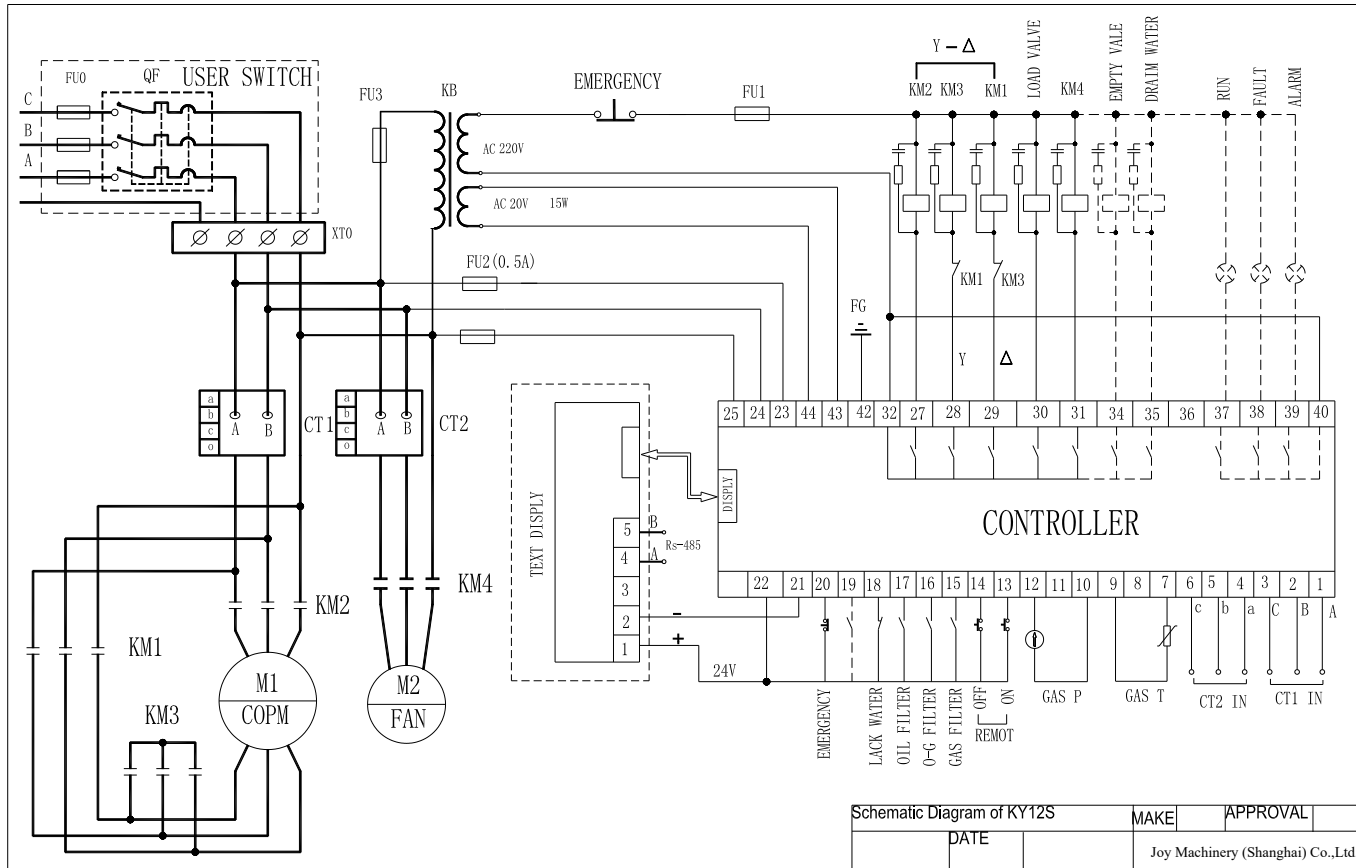 USER SWITCH
FU0
QF
C
B
A
XT0
FU3
KB
EMERGENCY
FU1
AC 220V
AC 20V 15W
FU2(0.5A)
Y - Δ
KM2 KM3 KM1
LOAD VALVE
KM4
EMPTY VALE
DRAIM WATER
RUN
FAULT
ALARM
KM1
KM3
Y
Δ
FG
a
b
c
o
A B
CT1
a
b
c
o
A B
CT2
25 24 23 44 43 42 32 27 28 29 30 31 34 35 36 37 38 39 40
DISPLY
CONTROLLER
TEXT DISPLY
5 B
Rs-485
4 A
3
2 -
1 +
24V
22 21 20 19 18 17 16 15 14 13 12 11 10 9 8 7 6 5 4 3 2 1
c b a C B A
EMERGENCY
LACK WATER
OIL FILTER
O-G FILTER
GAS FILTER
OFF
ON
REMOT
GAS P
GAS T
CT2 IN
CT1 IN
KM1
KM2
KM3
KM4
M1
COPM
M2
FAN
Schematic Diagram of KY12S
MAKE
APPROVAL
DATE
Joy Machinery (Shanghai) Co.,Ltd